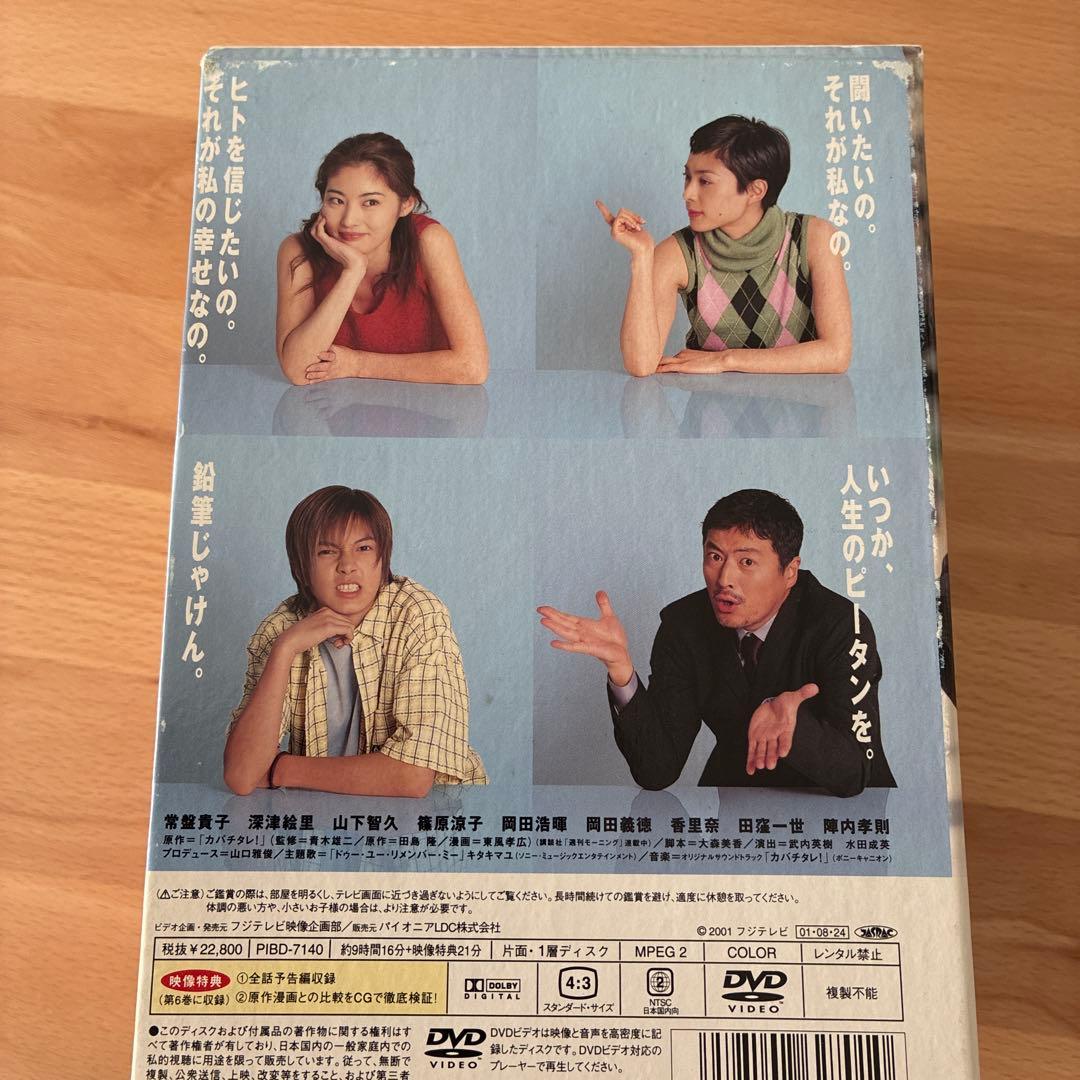 ヒトを信じたいの。
それが私の幸せなの。
闘いたいの。
それが私なの。
鉛筆じゃけん。
いつか、
人生のピータンを。
常盤貴子 深津絵里 山下智久 篠原涼子 岡田浩暉 岡田義徳 香里奈 田窪一世 陣内孝則
原作=「カバチタレ!」(監修=青木雄二/原作=田島 隆/漫画=東風孝広)(講談社「週刊モーニング」連載中)/脚本=大森美香/演出=武内英樹 水田成英
プロデュース=山口雅俊/主題歌=「ドゥー・ユー・リメンバー・ミー」キタキマユ(ソニー・ミュージックエンタテインメント)/音楽=オリジナルサウンドトラック「カバチタレ!」(ポニーキャニオン)
⚠ご注意)ご鑑賞の際は、部屋を明るくし、テレビ画面に近づき過ぎないようにしてご覧ください。長時間続けての鑑賞を避け、適度に休憩を取ってください。
体調の悪い方や、小さいお子様の場合は、より注意が必要です。
ビデオ企画・発売元 フジテレビ映像企画部/販売元 パイオニアLDC株式会社
©2001 フジテレビ 01・08・24 JASRAC
税抜¥22,800 PIBD-7140 約9時間16分+映像特典21分 片面・1層ディスク MPEG 2 COLOR レンタル禁止
映像特典
(第6巻に収録)
①全話予告編収録
②原作漫画との比較をCGで徹底検証!
DOLBY
DIGITAL
4:3
スタンダード・サイズ
2
NTSC
日本国内向
DVD
VIDEO
複製不能
●このディスクおよび付属品の著作物に関する権利はす
べて著作権者が有しており、日本国内の一般家庭内での
私的視聴に用途を限って販売しています。従って、無断で
複製、公衆送信、上映、改変等をすること、および第三者
DVD
VIDEO
DVDビデオは映像と音声を高密度に記
録したディスクです。DVDビデオ対応の
プレーヤーで再生してください。